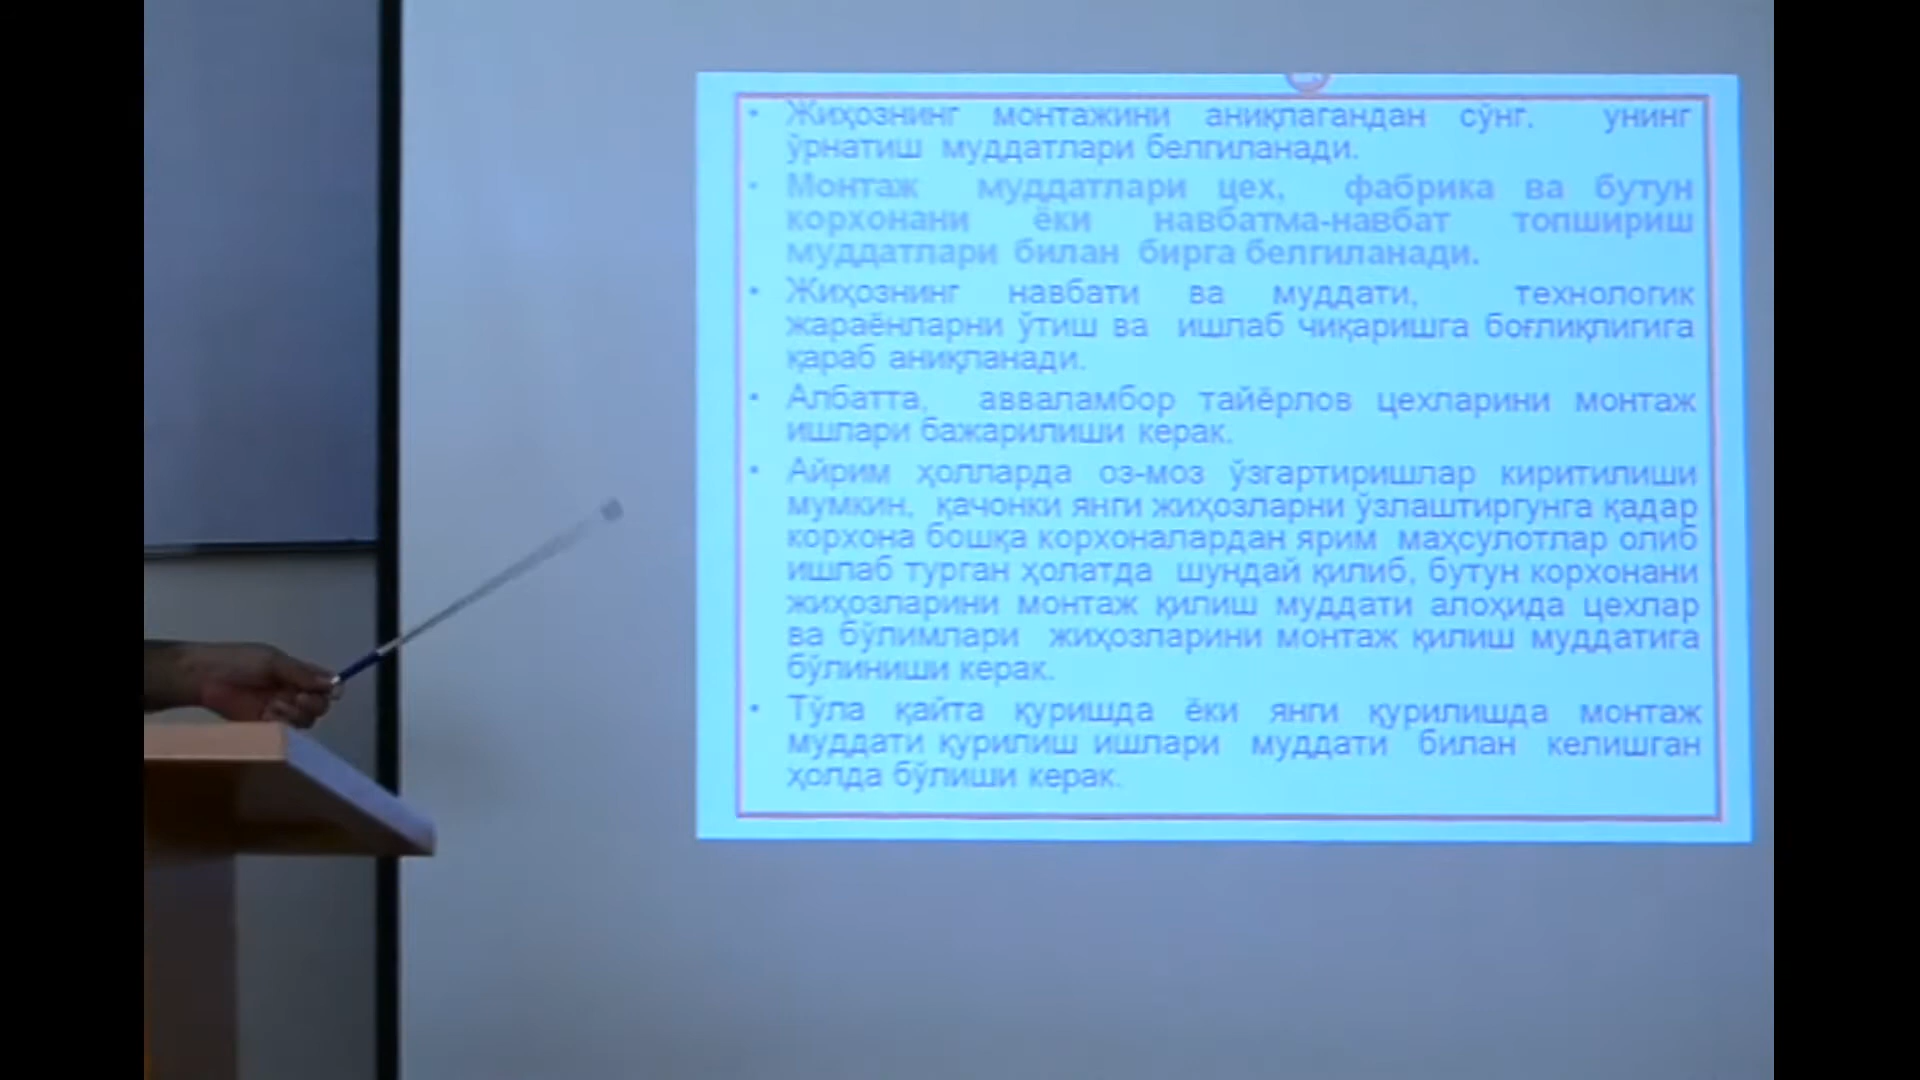 • Жиҳознинг монтажини аниқлагандан сўнг. унинг
ўрнатиш муддатлари белгиланади.
• Монтаж муддатлари цех, фабрика ва бутун
корхонани ёки навбатма-навбат топшириш
муддатлари билан бирга белгиланади.
• Жиҳознинг навбати ва муддати, технологик
жараёнларни ўтиш ва ишлаб чиқаришга боғлиқлигига
қараб аниқланади.
• Албатта, авваламбор тайёрлов цехларини монтаж
ишлари бажарилиши керак.
• Айрим ҳолларда оз-моз ўзгартиришлар киритилиши
мумкин, қачонки янги жиҳозларни ўзлаштиргунга қадар
корхона бошқа корхоналардан ярим маҳсулотлар олиб
ишлаб турган ҳолатда шундай қилиб, бутун корхонани
жиҳозларини монтаж қилиш муддати алоҳида цехлар
ва бўлимлари жиҳозларини монтаж қилиш муддатига
бўлиниши керак.
• Тўла қайта қуришда ёки янги қурилишда монтаж
муддати қурилиш ишлари муддати билан келишган
ҳолда бўлиши керак.